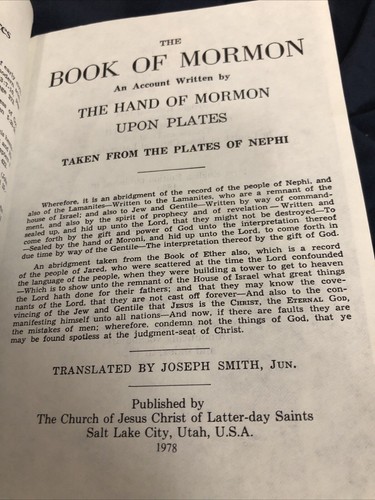 THE
BOOK OF MORMON
An Account Written by
THE HAND OF MORMON
UPON PLATES
TAKEN FROM THE PLATES OF NEPHI
Wherefore, it is an abridgment of the record of the people of Nephi, and
also of the Lamanites—Written to the Lamanites, who are a remnant of the
house of Israel; and also to Jew and Gentile—Written by way of command-
ment, and also by the spirit of prophecy and of revelation—Written and
sealed up, and hid up unto the Lord, that they might not be destroyed—To
come forth by the gift and power of God unto the interpretation thereof
—Sealed by the hand of Moroni, and hid up unto the Lord, to come forth in
due time by way of the Gentile—The interpretation thereof by the gift of God.
An abridgment taken from the Book of Ether also, which is a record
of the people of Jared, who were scattered at the time the Lord confounded
the language of the people, when they were building a tower to get to heaven
—Which is to show unto the remnant of the House of Israel what great things
the Lord hath done for their fathers; and that they may know the cove-
nants of the Lord, that they are not cast off forever—And also to the con-
vincing of the Jew and Gentile that JESUS is the CHRIST, the ETERNAL GOD,
manifesting himself unto all nations—And now, if there are faults they are
the mistakes of men; wherefore, condemn not the things of God, that ye
may be found spotless at the judgment-seat of Christ.
TRANSLATED BY JOSEPH SMITH, JUN.
Published by
The Church of Jesus Christ of Latter-day Saints
Salt Lake City, Utah, U.S.A.
1978